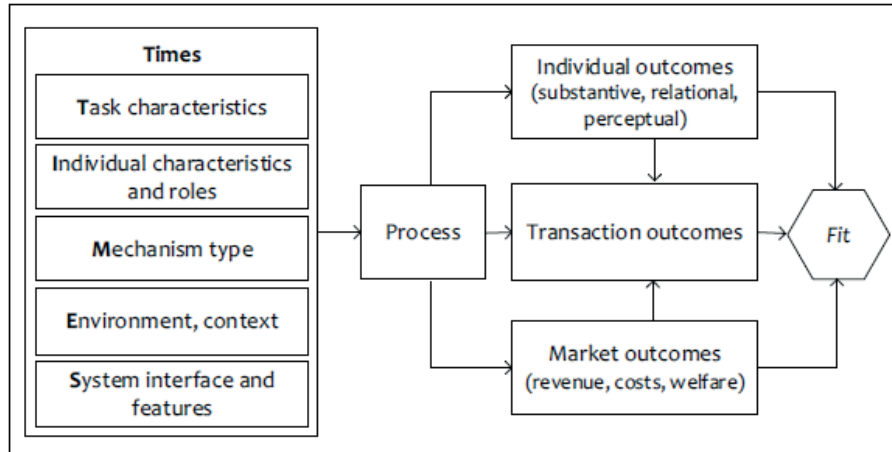 Times
Task characteristics
Individual characteristics
and roles
Mechanism type
Environment, context
System interface and
features
Process
Individual outcomes
(substantive, relational,
perceptual)
Transaction outcomes
Market outcomes
(revenue, costs, welfare)
Fit